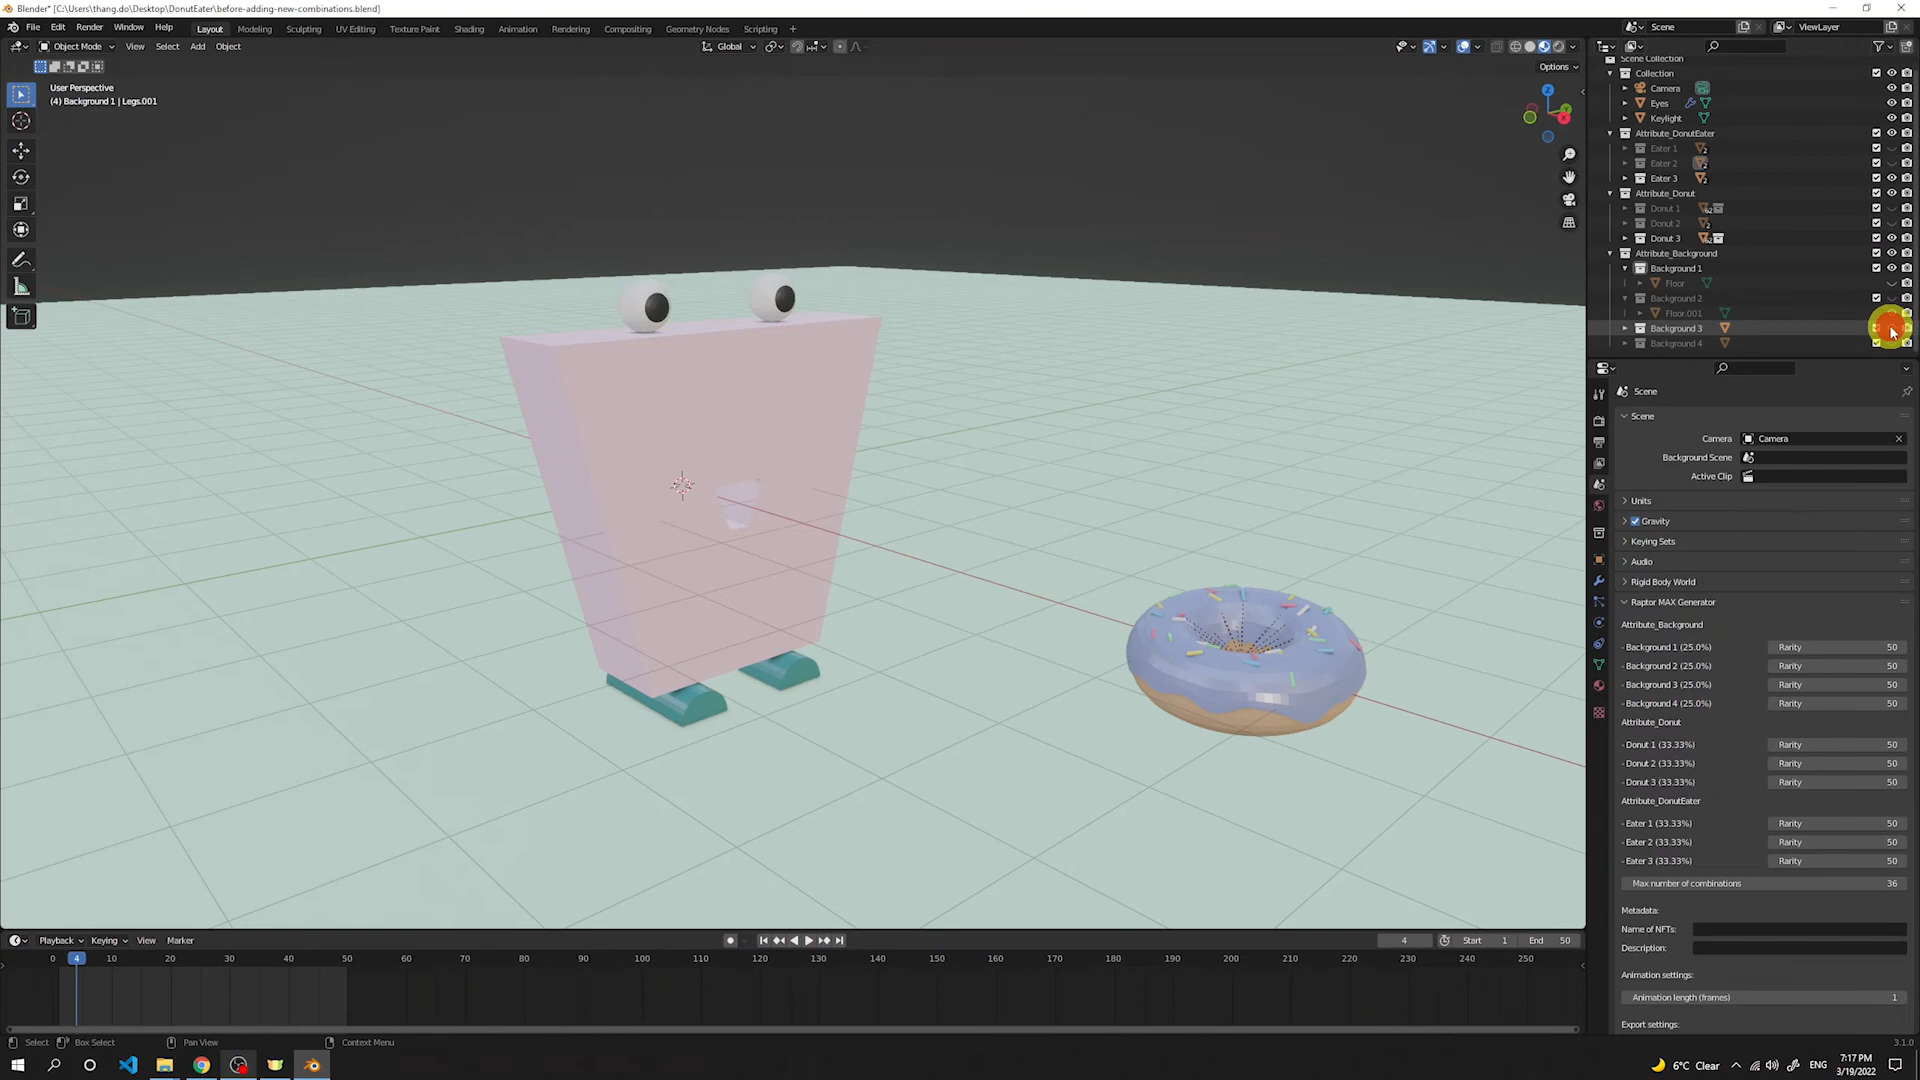 Blender* [C:\Users\thang.do\Desktop\DonutEater\before-adding-new-combinations.blend]
File Edit Render Window Help Layout Modeling Sculpting UV Editing Texture Paint Shading Animation Rendering Compositing Geometry Nodes Scripting + Scene ViewLayer
Object Mode View Select Add Object Global
Options
User Perspective
(4) Background 1 | Legs.001
Z
Y
X
Scene Collection
Collection
Camera
Eyes
Keylight
Attribute_DonutEater
Eater 1 2
Eater 2 2
Eater 3 2
Attribute_Donut
Donut 1 62
Donut 2 2
Donut 3
Attribute_Background
Background 1
Floor
Background 2
Floor.001
Background 3
Background 4
Scene
Scene
Camera Camera
Background Scene
Active Clip
Units
Gravity
Keying Sets
Audio
Rigid Body World
Raptor MAX Generator
Attribute_Background
- Background 1 (25.0%) Rarity 50
- Background 2 (25.0%) Rarity 50
- Background 3 (25.0%) Rarity 50
- Background 4 (25.0%) Rarity 50
Attribute_Donut
- Donut 1 (33.33%) Rarity 50
- Donut 2 (33.33%) Rarity 50
- Donut 3 (33.33%) Rarity 50
Attribute_DonutEater
- Eater 1 (33.33%) Rarity 50
- Eater 2 (33.33%) Rarity 50
- Eater 3 (33.33%) Rarity 50
Max number of combinations 36
Metadata:
Name of NFTs:
Description:
Animation settings:
Animation length (frames) 1
Export settings:
Playback Keying View Marker 4 Start 1 End 50
0 4 10 20 30 40 50 60 70 80 90 100 110 120 130 140 150 160 170 180 190 200 210 220 230 240 250
Select Box Select Pan View Context Menu 3.1.0
6°C Clear ENG 7:17 PM
3/19/2022